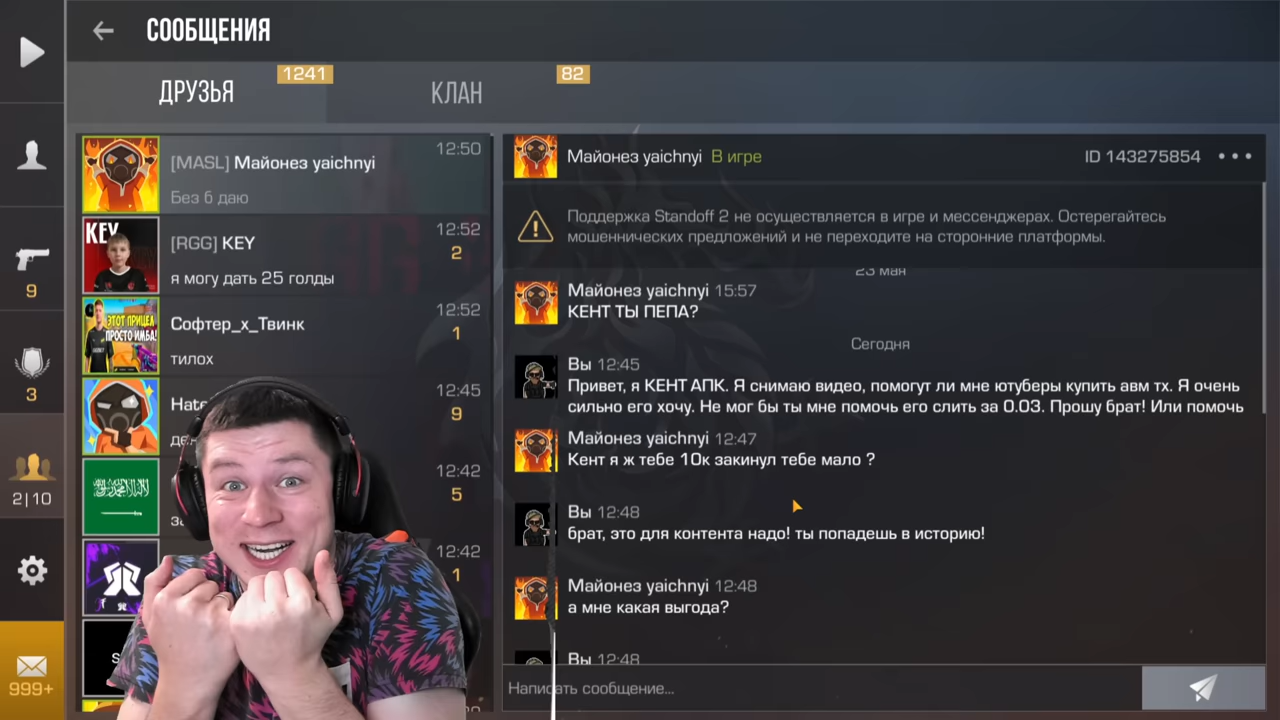 СООБЩЕНИЯ
ДРУЗЬЯ
1241
КЛАН
82
[MASL] Майонез yaichnyi
12:50
Без б даю
KEY
[RGG] KEY
12:52
2
я могу дать 25 голды
ЭТОТ ПРИЦЕЛ
ПРОСТО ИМБА!
Софтер_х_Твинк
12:52
1
тилох
Hate
12:45
9
12:42
5
12:42
1
9
3
2|10
999+
Майонез yaichnyi В игре
ID 143275854
Поддержка Standoff 2 не осуществляется в игре и мессенджерах. Остерегайтесь
мошеннических предложений и не переходите на сторонние платформы.
Майонез yaichnyi 15:57
КЕНТ ТЫ ПЕПА?
Сегодня
Вы 12:45
Привет, я КЕНТ АПК. Я снимаю видео, помогут ли мне ютуберы купить авм тх. Я очень
сильно его хочу. Не мог бы ты мне помочь его слить за 0.03. Прошу брат! Или помочь
Майонез yaichnyi 12:47
Кент я ж тебе 10к закинул тебе мало ?
Вы 12:48
брат, это для контента надо! ты попадешь в историю!
Майонез yaichnyi 12:48
а мне какая выгода?
Вы 12:48
Написать сообщение...